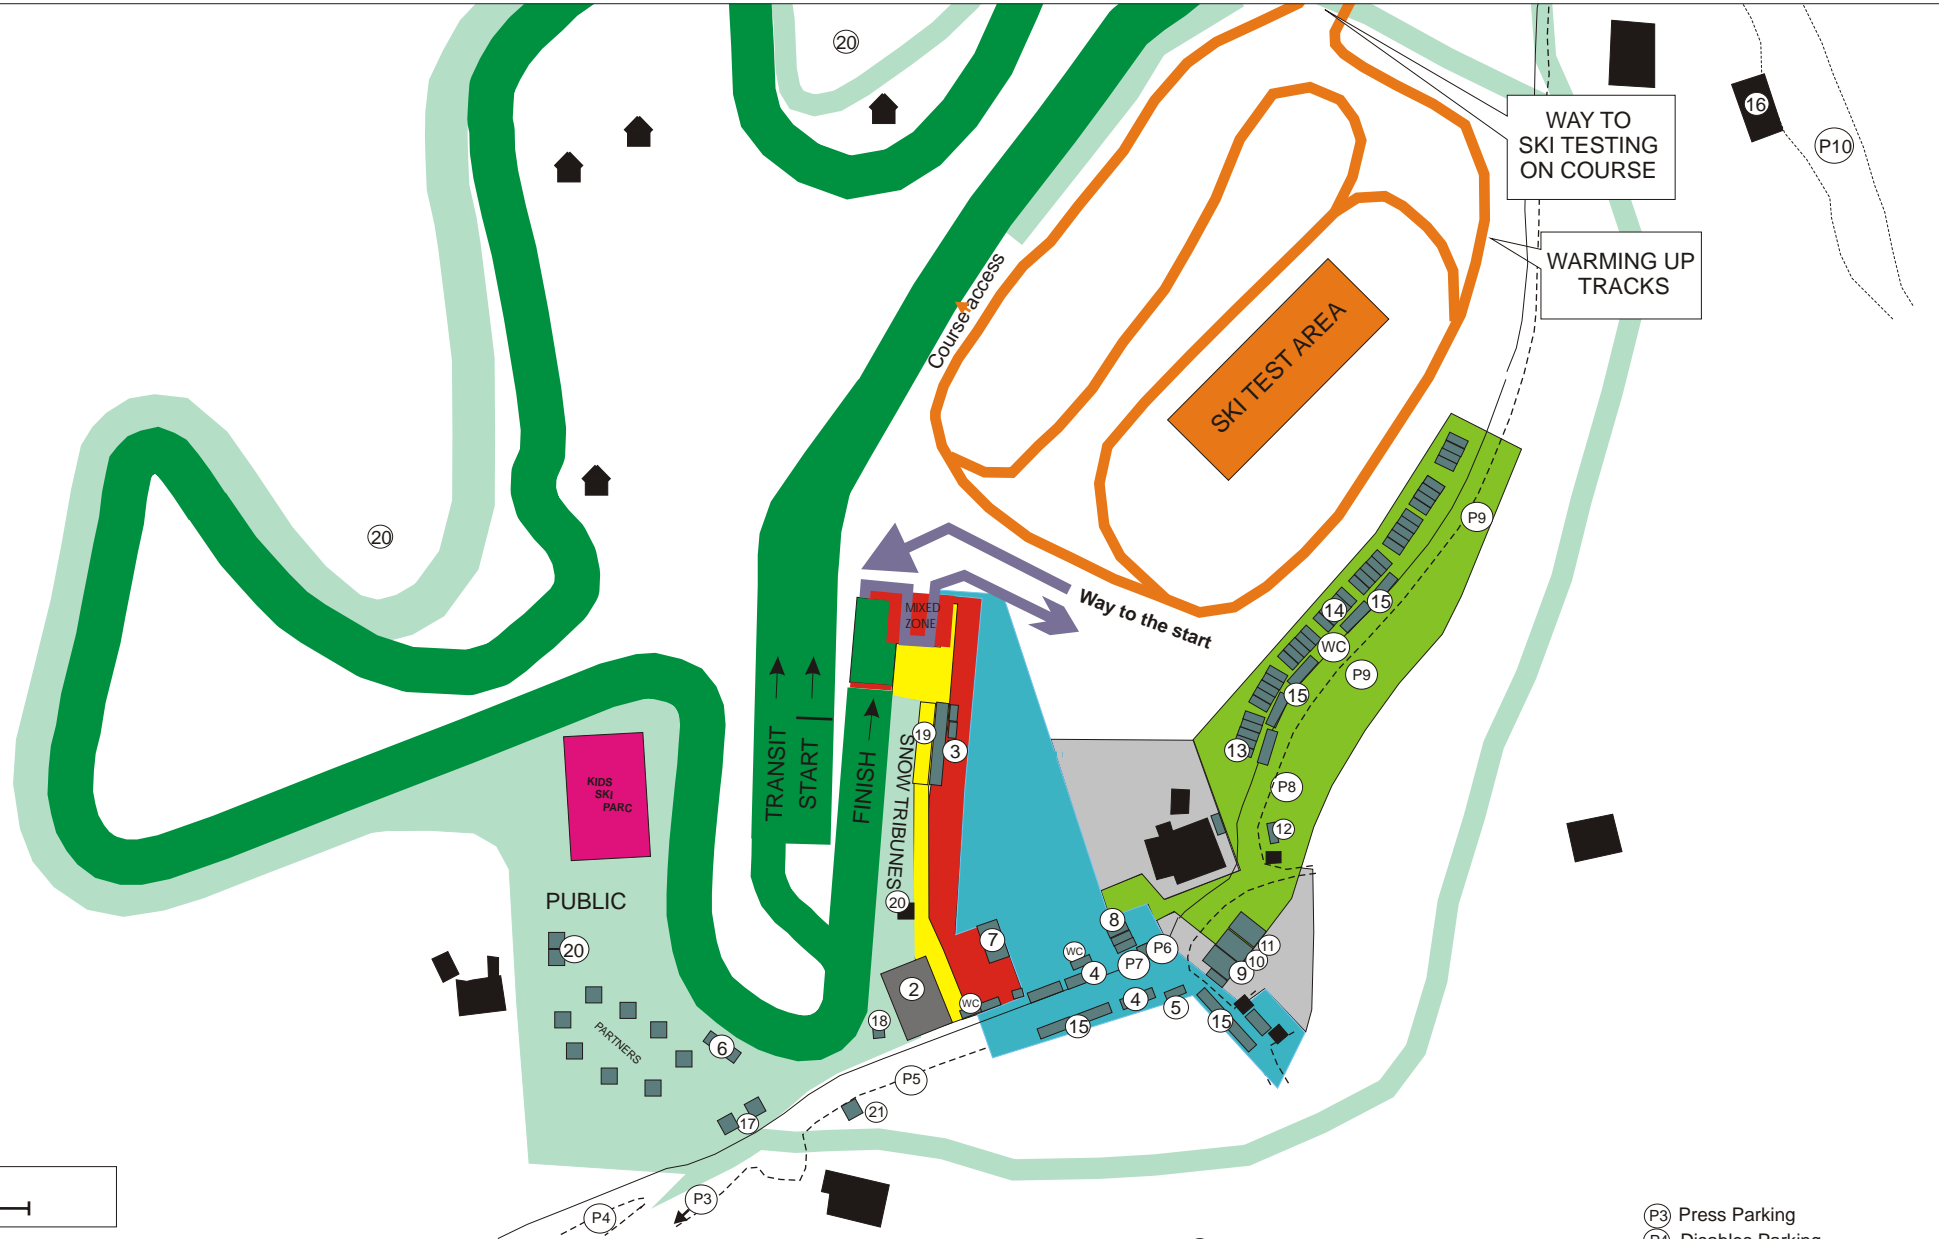 20
16
P10
WAY TO
SKI TESTING
ON COURSE
WARMING UP
TRACKS
Course access
SKI TEST AREA
20
P9
MIXED
ZONE
Way to the start
14
15
WC
P9
15
13
P8
12
TRANSIT
START
FINISH
SNOW TRIBUNES
19
3
KIDS
SKI
PARC
PUBLIC
20
20
8
7
WC
P7
P6
11
10
9
4
4
5
2
WC
15
15
18
PARTNERS
6
P5
21
17
P3
P4
P3 Press Parking
P4 Disables Parking